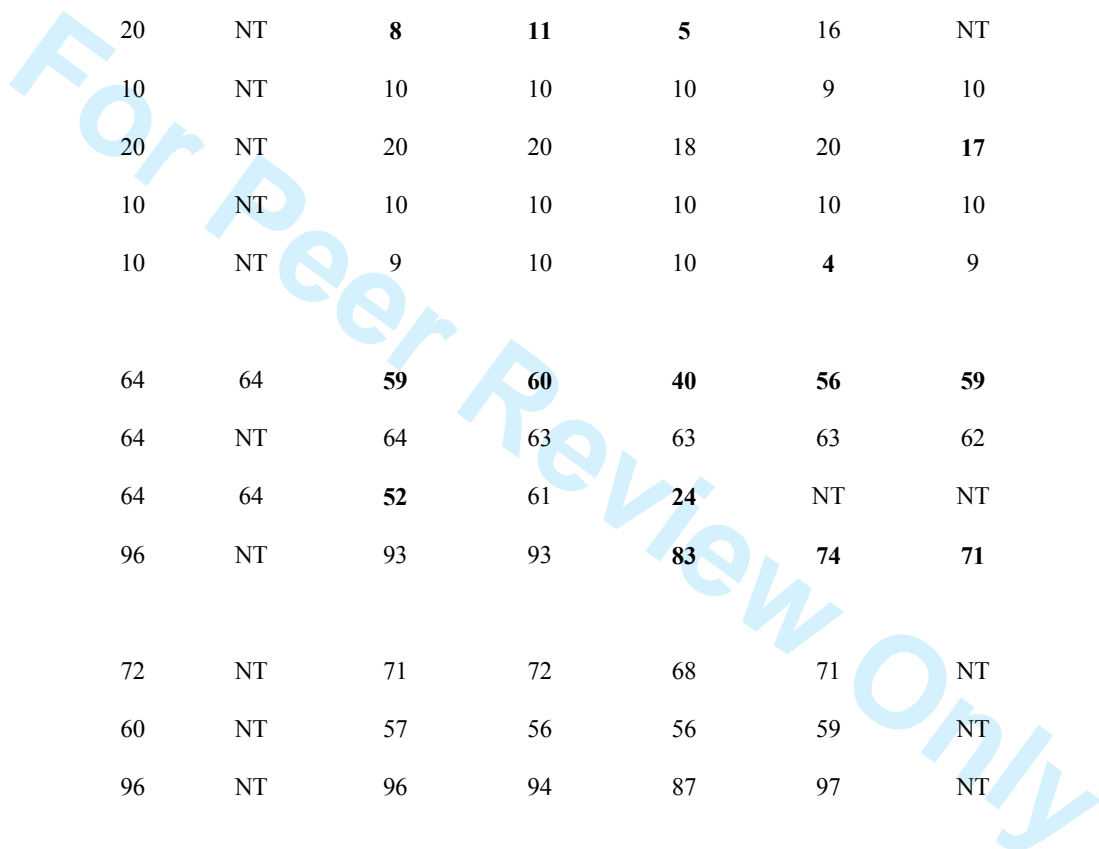 20 NT 8 11 5 16 NT
10 NT 10 10 10 9 10
20 NT 20 20 18 20 17
10 NT 10 10 10 10 10
10 NT 9 10 10 4 9
64 64 59 60 40 56 59
64 NT 64 63 63 63 62
64 64 52 61 24 NT NT
96 NT 93 93 83 74 71
72 NT 71 72 68 71 NT
60 NT 57 56 56 59 NT
96 NT 96 94 87 97 NT
For Peer Review Only